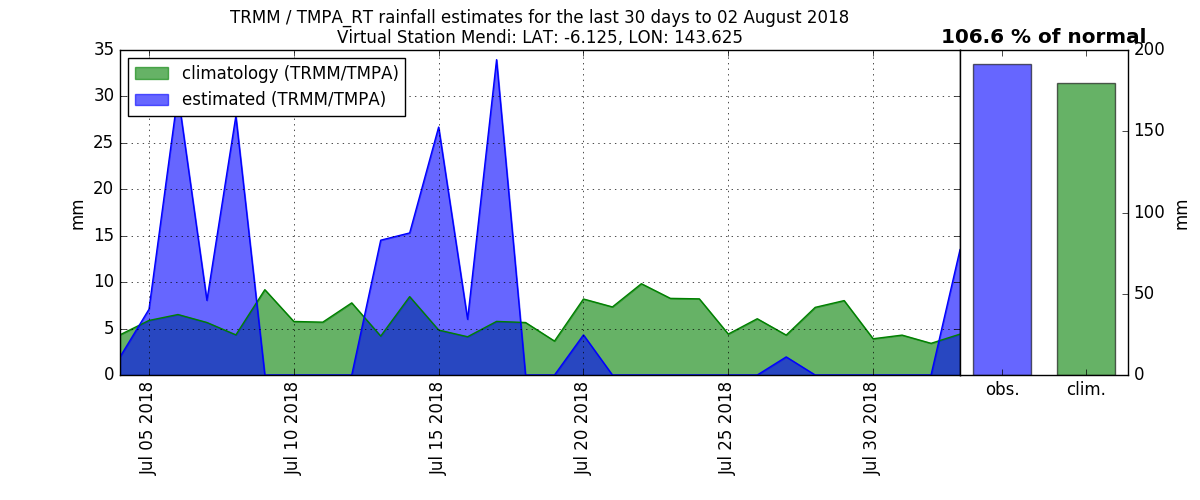 TRMM / TMPA_RT rainfall estimates for the last 30 days to 02 August 2018
Virtual Station Mendi: LAT: -6.125, LON: 143.625
106.6 % of normal
climatology (TRMM/TMPA)
estimated (TRMM/TMPA)
35
30
25
20
15
10
5
0
mm
Jul 05 2018
Jul 10 2018
Jul 15 2018
Jul 20 2018
Jul 25 2018
Jul 30 2018
obs.
clim.
200
150
100
50
0
mm